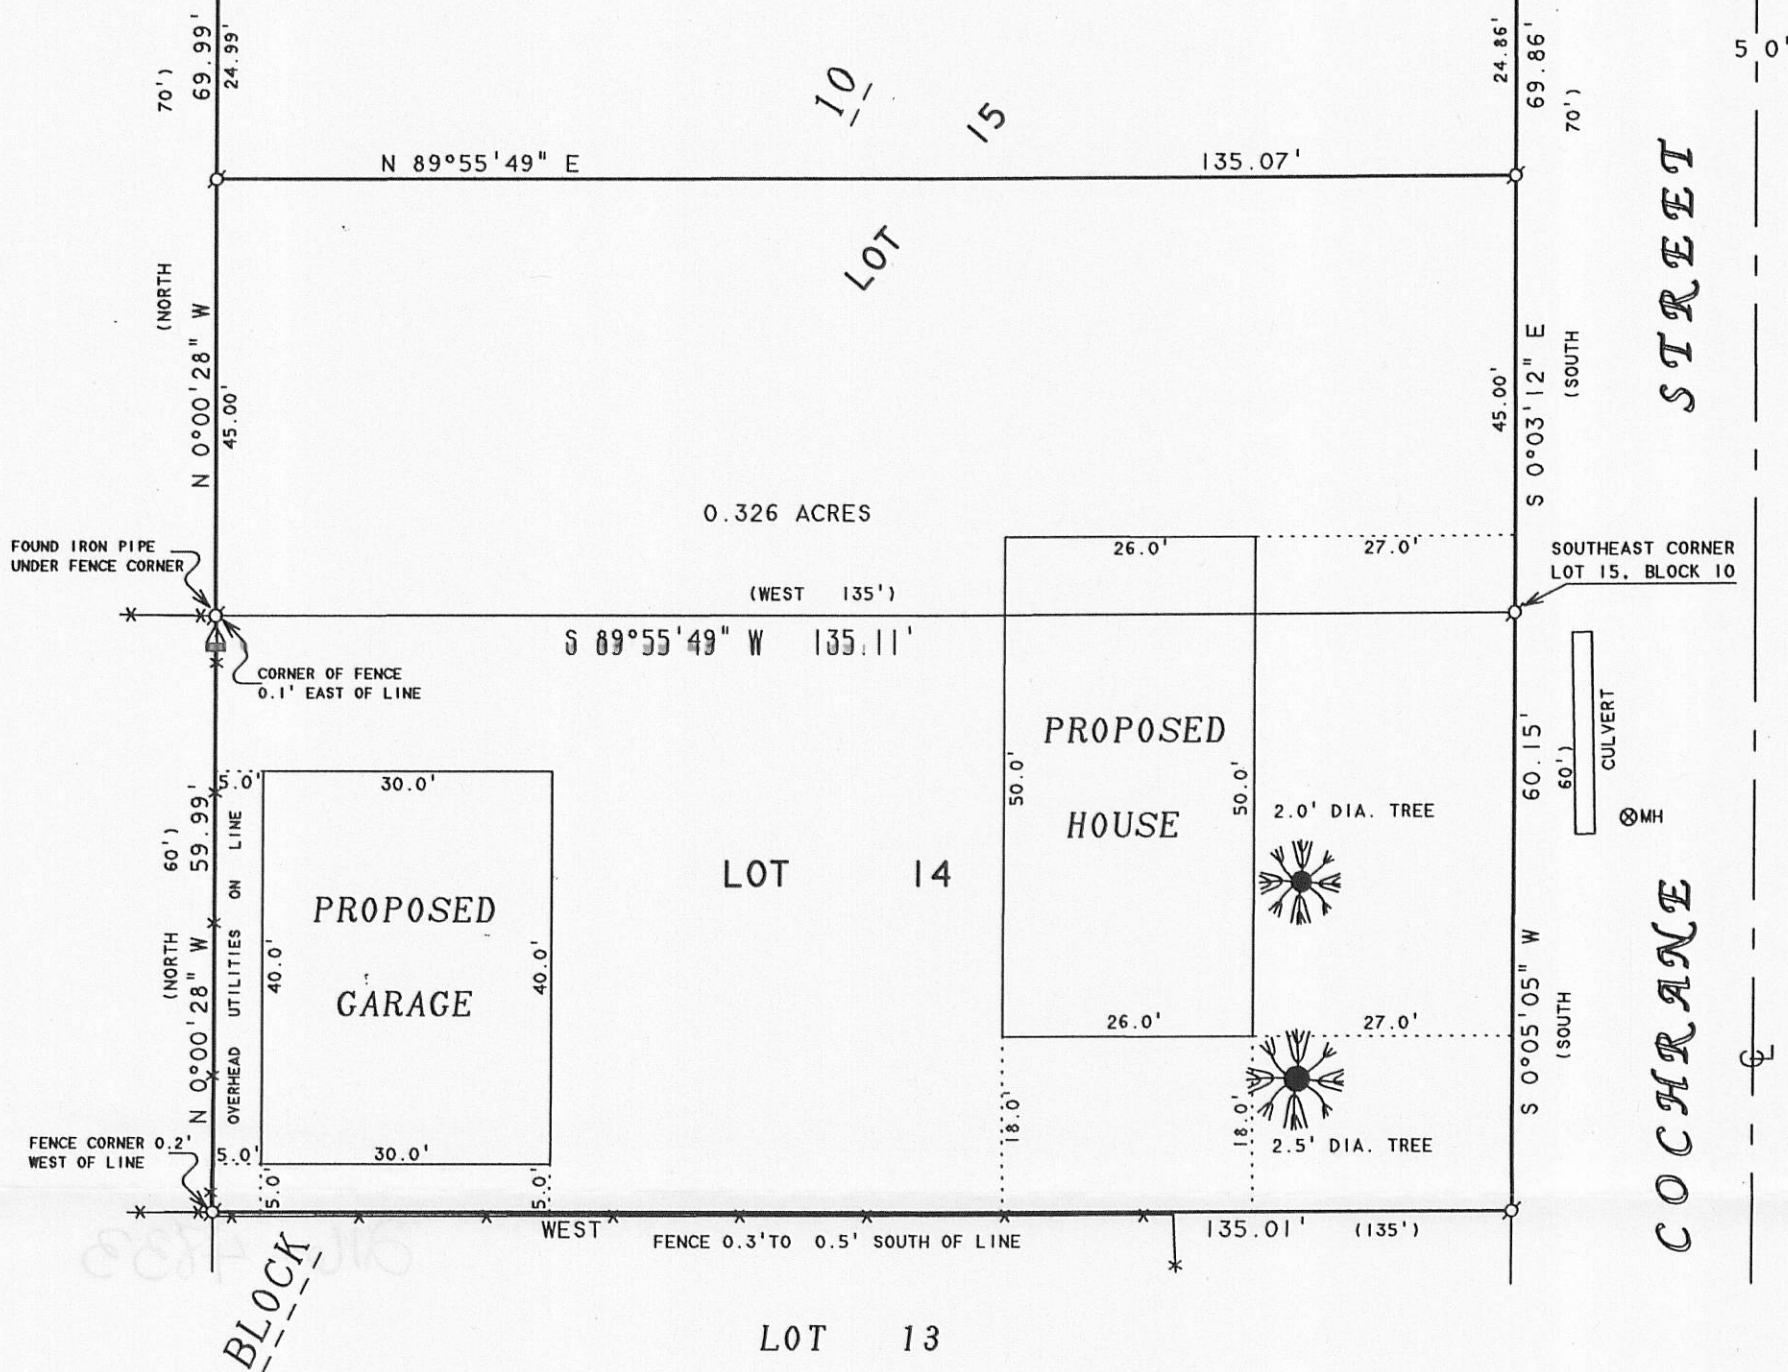 69.99'
24.99'
70')
24.86'
69.86'
70')
50'
10
15
N 89°55'49" E
135.07'
LOT
(NORTH
N 0°00'28" W
45.00'
45.00'
S 0°03'12" E
(SOUTH
STREET
0.326 ACRES
FOUND IRON PIPE
UNDER FENCE CORNER
26.0'
27.0'
SOUTHEAST CORNER
LOT 15, BLOCK 10
(WEST 135')
S 89°55'49" W 135.11'
CORNER OF FENCE
0.1' EAST OF LINE
PROPOSED
HOUSE
50.0'
50.0'
60.15'
60')
CULVERT
MH
5.0'
30.0'
2.0' DIA. TREE
60')
59.99'
OVERHEAD UTILITIES ON LINE
LOT 14
PROPOSED
GARAGE
40.0'
40.0'
(NORTH
N 0°00'28" W
26.0'
27.0'
S 0°05'05" W
(SOUTH
COCHRANE
CL
18.0'
18.0'
2.5' DIA. TREE
FENCE CORNER 0.2'
WEST OF LINE
5.0'
30.0'
5.0'
5.0'
WEST
FENCE 0.3'TO 0.5' SOUTH OF LINE
135.01' (135')
BLOCK
LOT 13